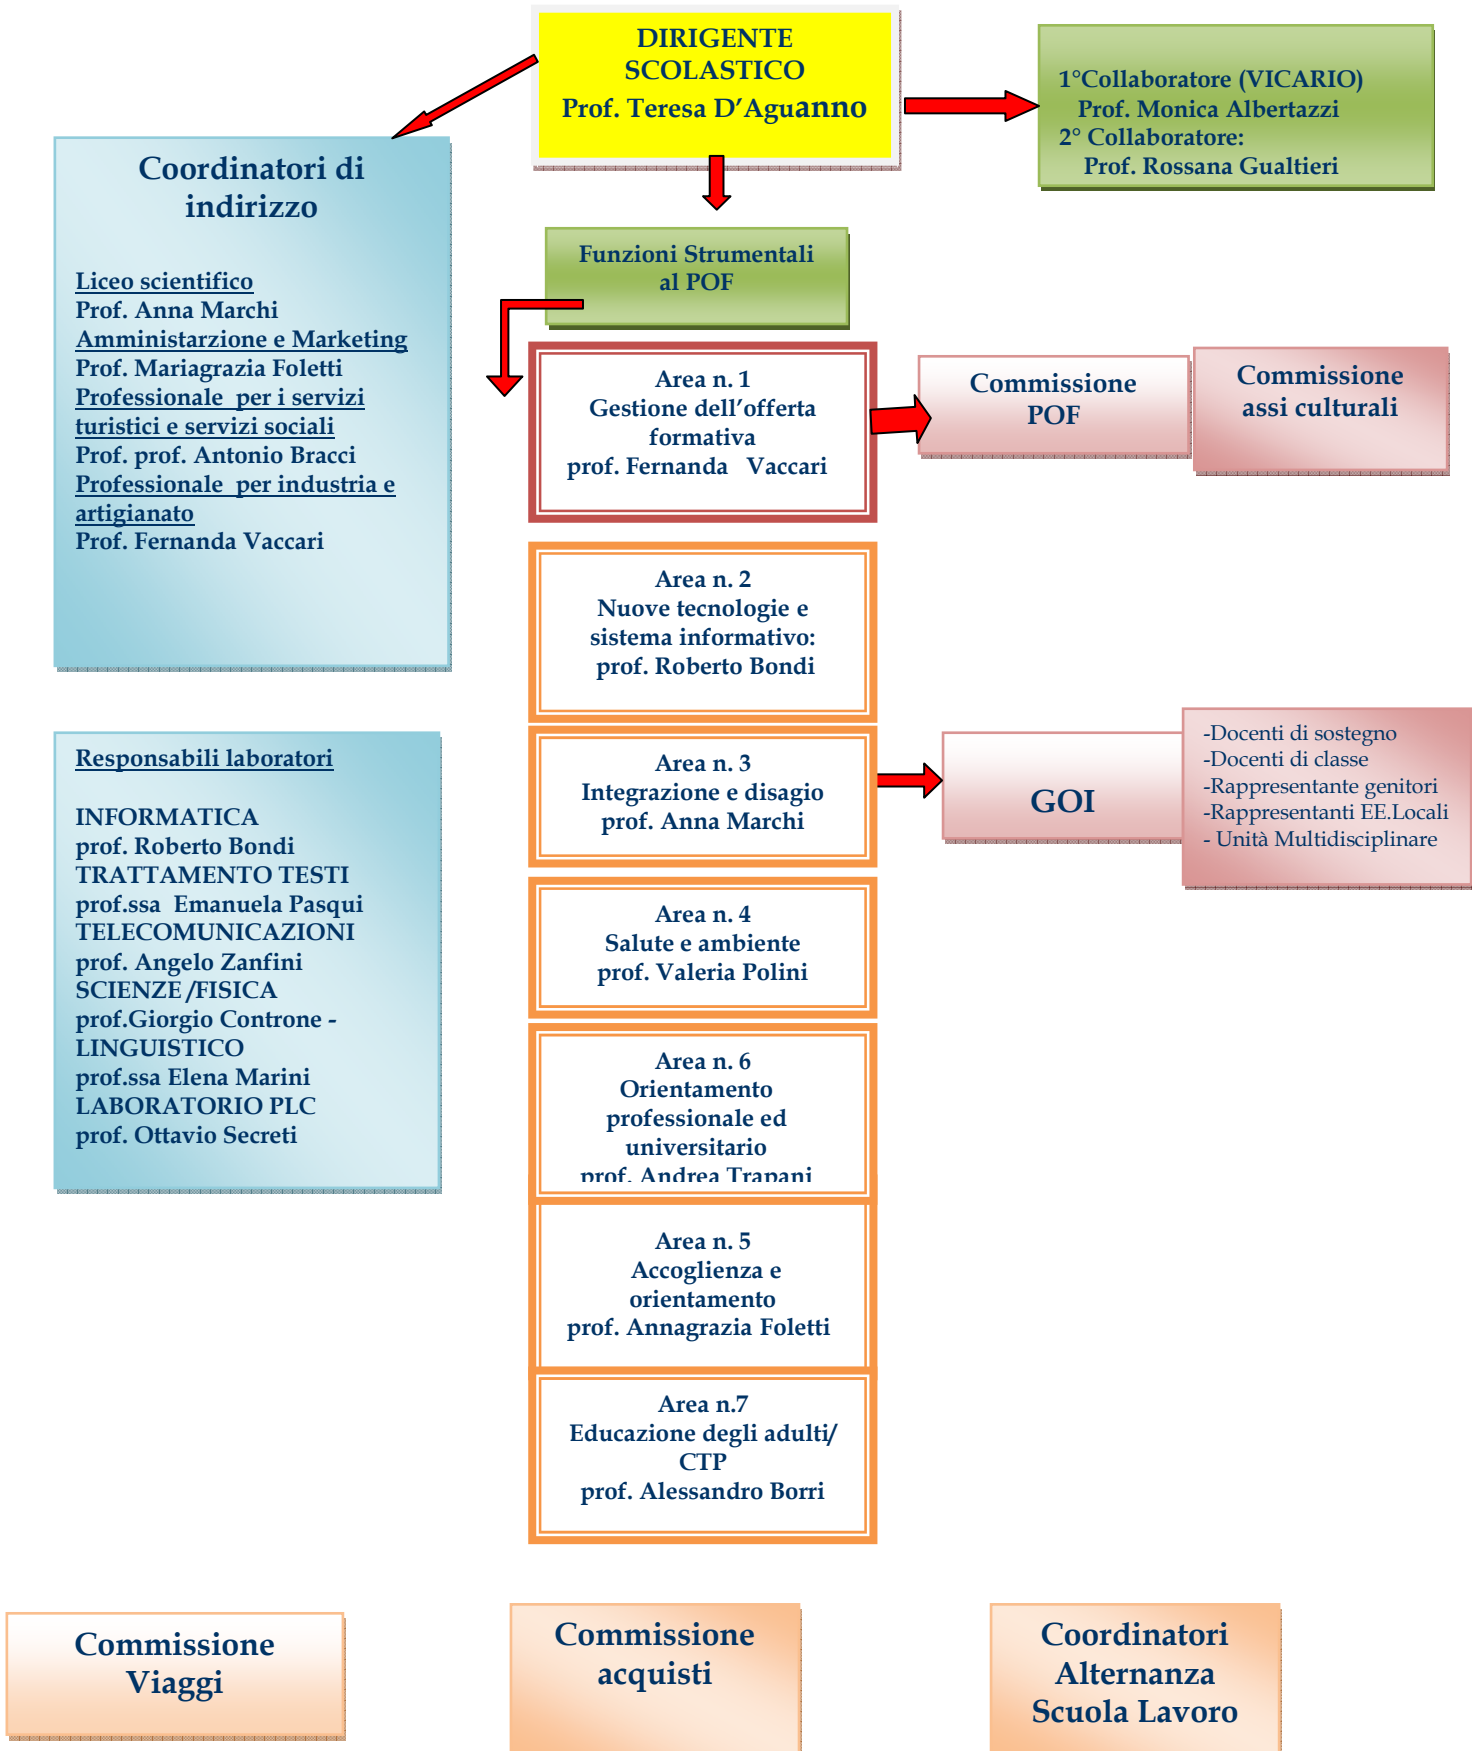 DIRIGENTE
SCOLASTICO
Prof. Teresa D’Aguanno
1°Collaboratore (VICARIO)
Prof. Monica Albertazzi
2° Collaboratore:
Prof. Rossana Gualtieri
Coordinatori di
indirizzo
Liceo scientifico
Prof. Anna Marchi
Amministarzione e Marketing
Prof. Mariagrazia Foletti
Professionale per i servizi
turistici e servizi sociali
Prof. prof. Antonio Bracci
Professionale per industria e
artigianato
Prof. Fernanda Vaccari
Funzioni Strumentali
al POF
Area n. 1
Gestione dell’offerta
formativa
prof. Fernanda Vaccari
Commissione
POF
Commissione
assi culturali
Area n. 2
Nuove tecnologie e
sistema informativo:
prof. Roberto Bondi
Responsabili laboratori
INFORMATICA
prof. Roberto Bondi
TRATTAMENTO TESTI
prof.ssa Emanuela Pasqui
TELECOMUNICAZIONI
prof. Angelo Zanfini
SCIENZE/FISICA
prof.Giorgio Controne -
LINGUISTICO
prof.ssa Elena Marini
LABORATORIO PLC
prof. Ottavio Secreti
Area n. 3
Integrazione e disagio
prof. Anna Marchi
GOI
-Docenti di sostegno
-Docenti di classe
-Rappresentante genitori
-Rappresentanti EE.Locali
- Unità Multidisciplinare
Area n. 4
Salute e ambiente
prof. Valeria Polini
Area n. 6
Orientamento
professionale ed
universitario
prof. Andrea Trapani
Area n. 5
Accoglienza e
orientamento
prof. Annagrazia Foletti
Area n.7
Educazione degli adulti/
CTP
prof. Alessandro Borri
Commissione
Viaggi
Commissione
acquisti
Coordinatori
Alternanza
Scuola Lavoro